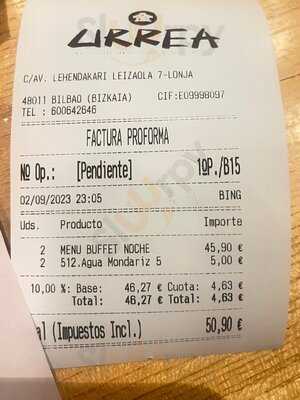 URREA
C/AV. LEHENDAKARI LEIZAOLA 7-LONJA
48011 BILBAO (BIZKAIA) CIF:E09998097
TEL : 600642646
FACTURA PROFORMA
Nº Op.: [Pendiente] 19P./B15
02/09/2023 23:05 BING
Uds. Producto Importe
2 MENU BUFFET NOCHE 45,90 €
2 512.Agua Mondariz 5 5,00 €
10,00 %: Base: 46,27 € Cuota: 4,63 €
Total: 46,27 € Total: 4,63 €
al (Impuestos Incl.) 50,90 €